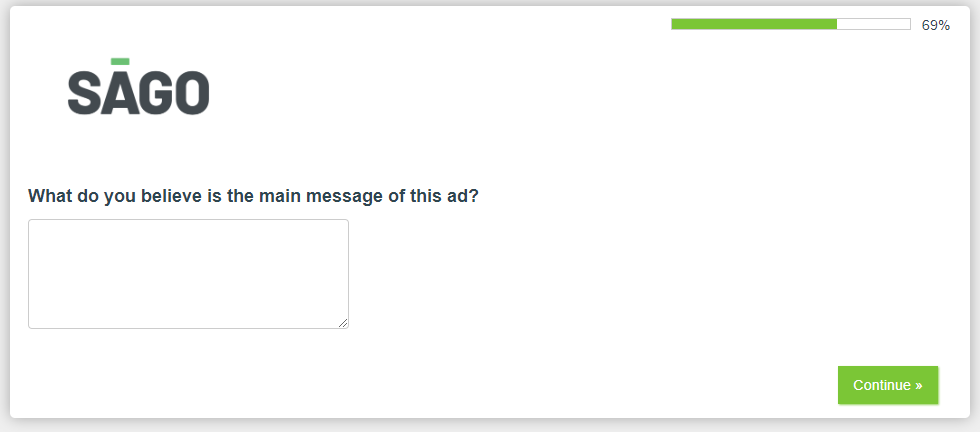 69%
SĀGO
What do you believe is the main message of this ad?
Continue »